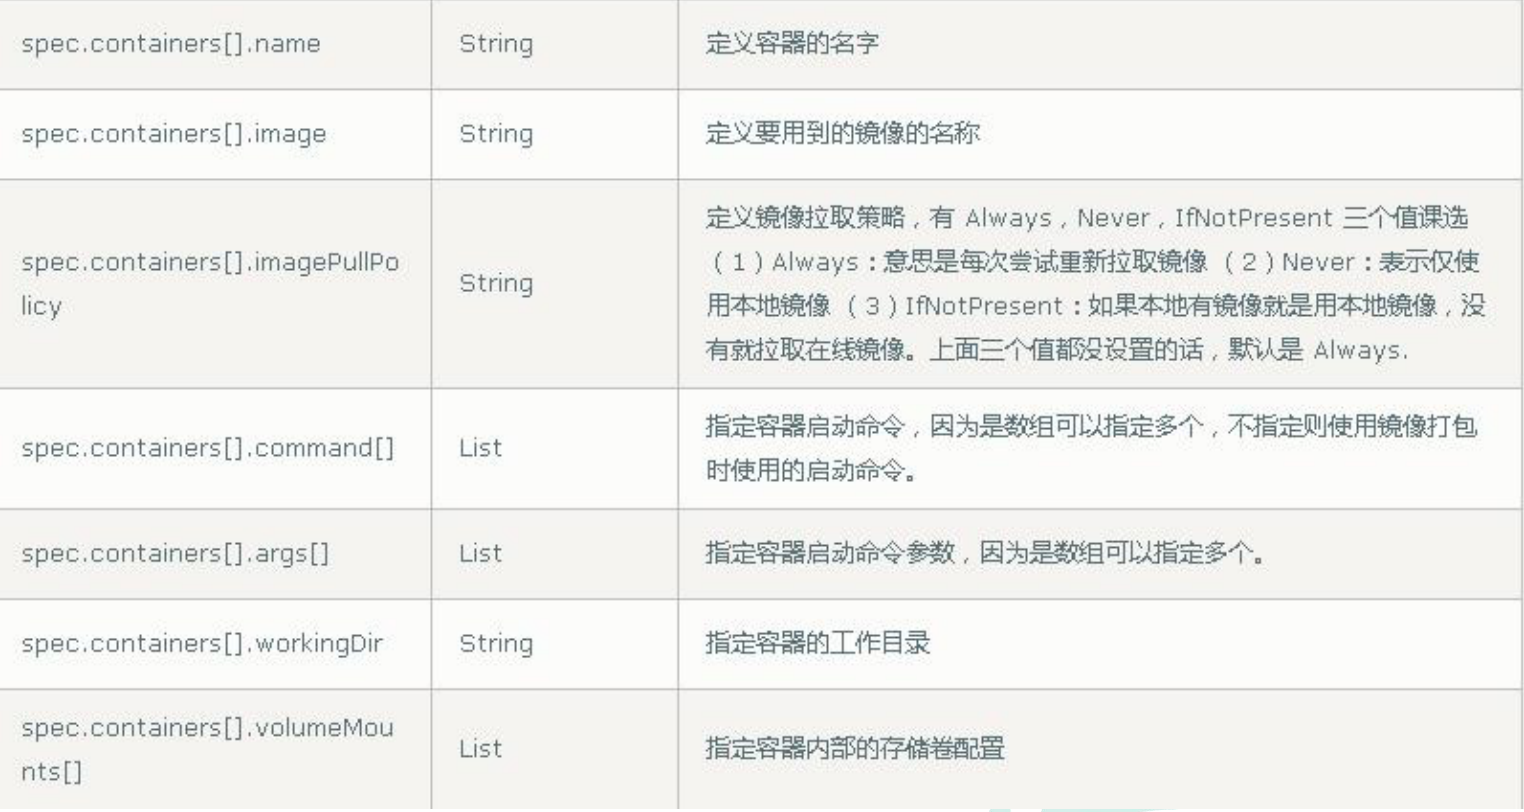 spec.containers[].name String 定义容器的名字
spec.containers[].image String 定义要用到的镜像的名称
spec.containers[].imagePullPo
licy
String
定义镜像拉取策略，有 Always，Never，IfNotPresent 三个值课选
（1）Always：意思是每次尝试重新拉取镜像 （2）Never：表示仅使
用本地镜像 （3）IfNotPresent：如果本地有镜像就是用本地镜像，没
有就拉取在线镜像。上面三个值都没设置的话，默认是 Always.
spec.containers[].command[] List
指定容器启动命令，因为是数组可以指定多个，不指定则使用镜像打包
时使用的启动命令。
spec.containers[].args[] List 指定容器启动命令参数，因为是数组可以指定多个。
spec.containers[].workingDir String 指定容器的工作目录
spec.containers[].volumeMou
nts[]
List
指定容器内部的存储卷配置